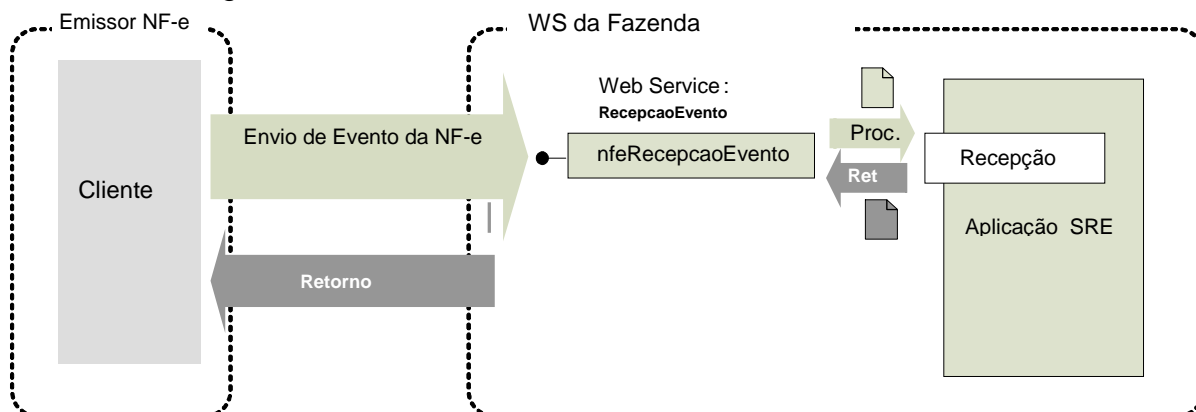 Emissor NF-e
WS da Fazenda
Web Service :
RecepcaoEvento
Envio de Evento da NF-e
Proc.
nfeRecepcaoEvento
Recepção
Ret
Cliente
Aplicação SRE
Retorno